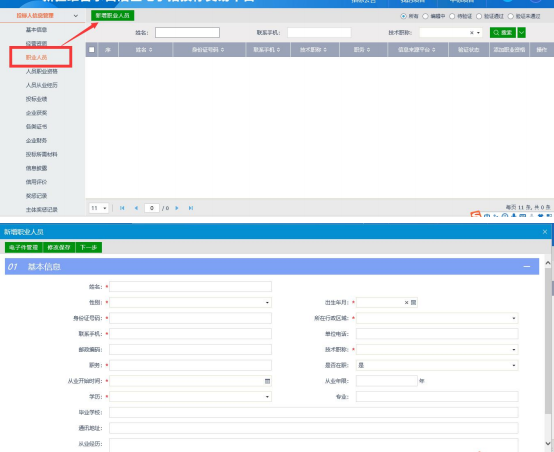 投标人信息管理
新增职业人员
所有 编辑中 待验证 验证通过 验证未通过
基本信息
姓名: 联系手机: 技术职称: 搜索
经营资质
职业人员
序 姓名 身份证号码 联系手机 技术职称 职务 信息来源平台 验证状态 添加职业资格 操作
人员职业资格
人员从业经历
投标业绩
企业获奖
信用评价
奖惩记录
主体奖惩记录
企业财务
投标所需材料
信息披露
11 0 /0 每页 11 条, 共 0 条
新增职业人员
电子件管理 修改保存 下一步
01 基本信息
姓名: *
性别: * 出生年月: *
身份证号码: * 所在行政区域: *
联系手机: * 单位电话:
邮政编码: 技术职称: *
职务: * 是否在职: 是
从业开始时间: * 从业年限: 年
学历: * 专业:
毕业学校:
通讯地址:
从业经历: